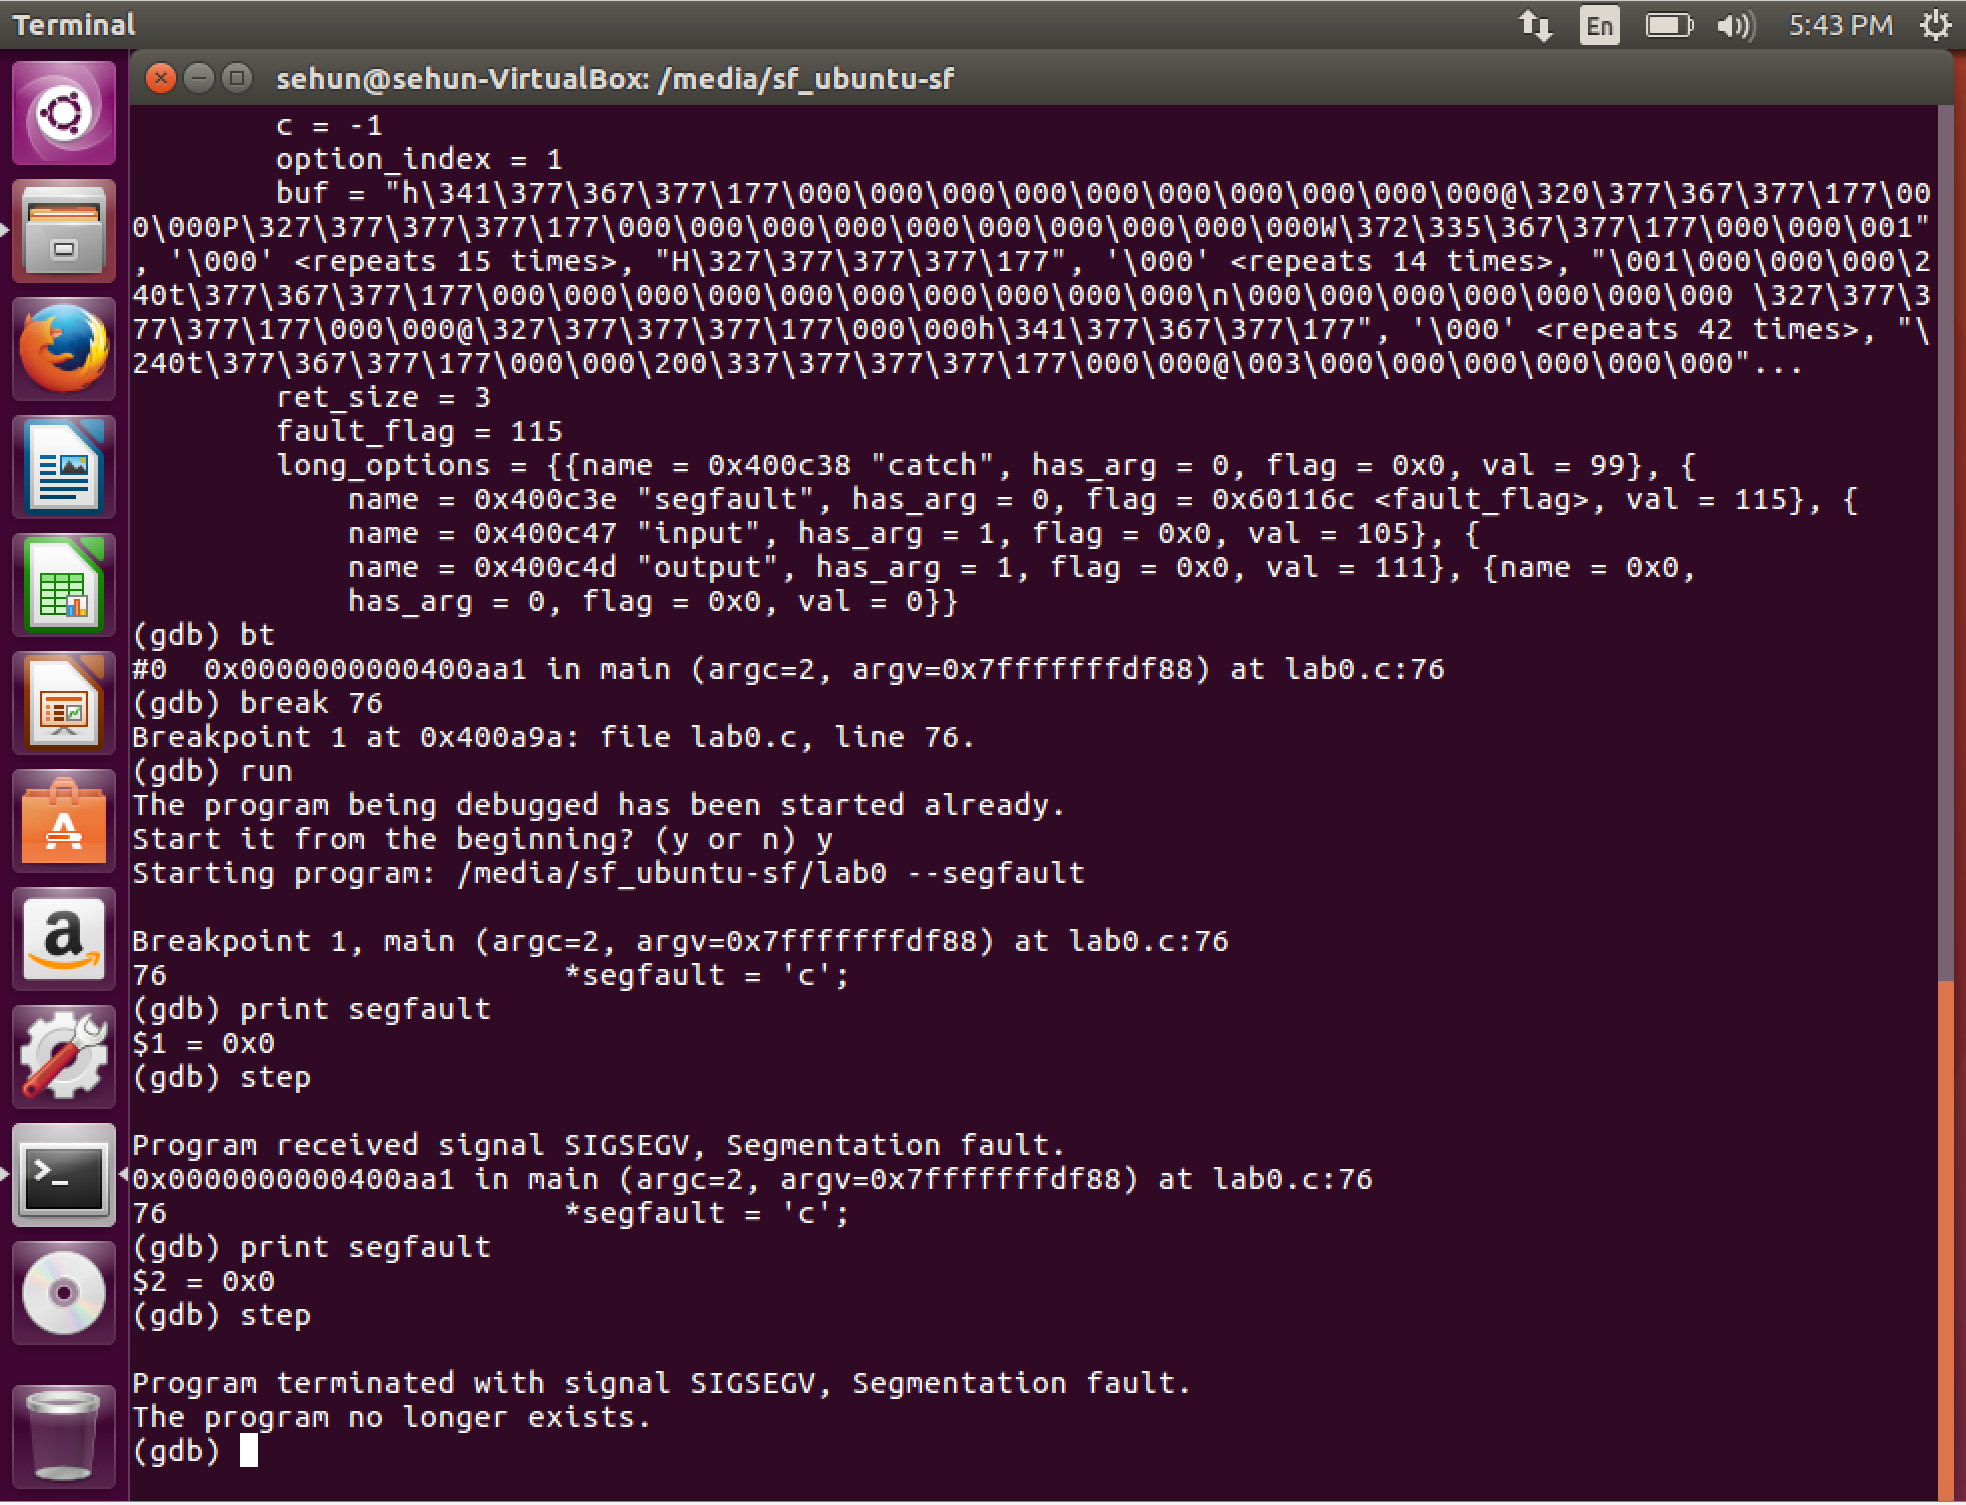 Terminal
En
5:43 PM
sehun@sehun-VirtualBox: /media/sf_ubuntu-sf
c = -1
option_index = 1
buf = "h\341\377\367\377\177\000\000\000\000\000\000\000\000\000\000@\320\377\367\377\177\00
0\000P\327\377\377\377\177\000\000\000\000\000\000\000\000\000\000W\372\335\367\377\177\000\000\001"
, '\000' <repeats 15 times>, "H\327\377\377\377\177", '\000' <repeats 14 times>, "\001\000\000\000\2
40t\377\367\377\177\000\000\000\000\000\000\000\000\000\000\n\000\000\000\000\000\000\000 \327\377\3
77\377\177\000\000@\327\377\377\377\177\000\000h\341\377\367\377\177", '\000' <repeats 42 times>, "\
240t\377\367\377\177\000\000\200\337\377\377\377\177\000\000@\003\000\000\000\000\000\000"...
ret_size = 3
fault_flag = 115
long_options = {{name = 0x400c38 "catch", has_arg = 0, flag = 0x0, val = 99}, {
name = 0x400c3e "segfault", has_arg = 0, flag = 0x60116c <fault_flag>, val = 115}, {
name = 0x400c47 "input", has_arg = 1, flag = 0x0, val = 105}, {
name = 0x400c4d "output", has_arg = 1, flag = 0x0, val = 111}, {name = 0x0,
has_arg = 0, flag = 0x0, val = 0}}
(gdb) bt
#0  0x0000000000400aa1 in main (argc=2, argv=0x7fffffffdf88) at lab0.c:76
(gdb) break 76
Breakpoint 1 at 0x400a9a: file lab0.c, line 76.
(gdb) run
The program being debugged has been started already.
Start it from the beginning? (y or n) y
Starting program: /media/sf_ubuntu-sf/lab0 --segfault
Breakpoint 1, main (argc=2, argv=0x7fffffffdf88) at lab0.c:76
76                      *segfault = 'c';
(gdb) print segfault
$1 = 0x0
(gdb) step
Program received signal SIGSEGV, Segmentation fault.
0x0000000000400aa1 in main (argc=2, argv=0x7fffffffdf88) at lab0.c:76
76                      *segfault = 'c';
(gdb) print segfault
$2 = 0x0
(gdb) step
Program terminated with signal SIGSEGV, Segmentation fault.
The program no longer exists.
(gdb)